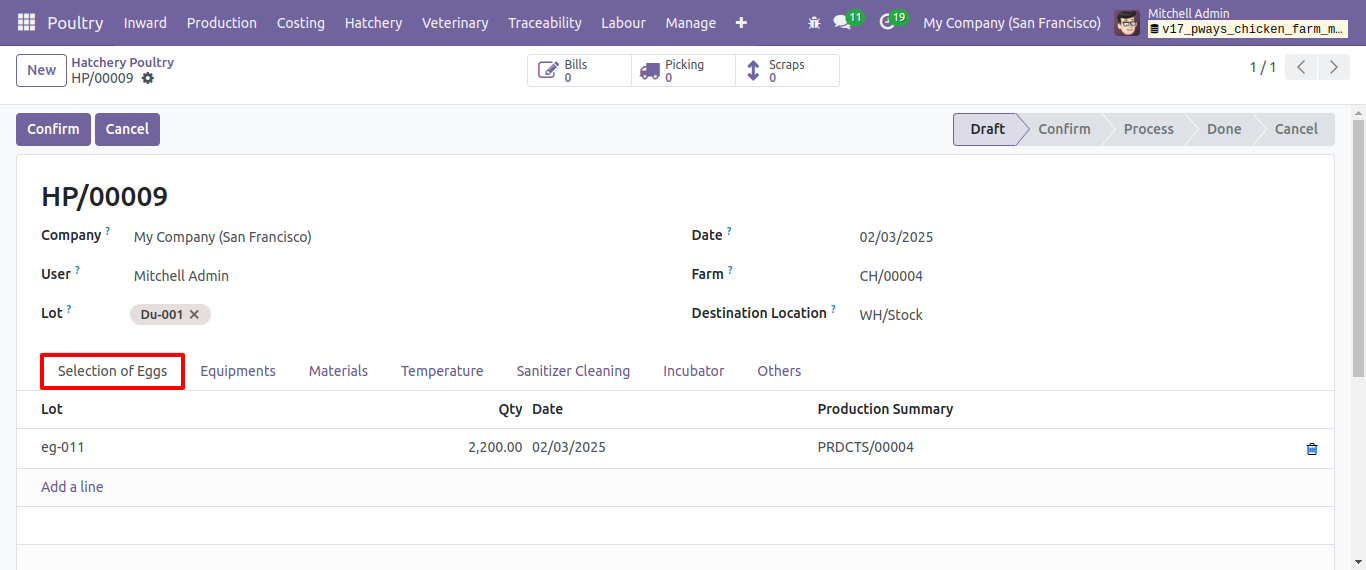 Poultry Inward Production Costing Hatchery Veterinary Traceability Labour Manage 11 19 My Company (San Francisco) Mitchell Admin
v17_pways_chicken_farm_m...
New Hatchery Poultry Bills Picking Scraps
HP/00009 0 0 0 1 / 1
Confirm Cancel Draft Confirm Process Done Cancel
HP/00009
Company ? My Company (San Francisco) Date ? 02/03/2025
User ? Mitchell Admin Farm ? CH/00004
Lot ? Du-001 Destination Location ? WH/Stock
Selection of Eggs Equipments Materials Temperature Sanitizer Cleaning Incubator Others
Lot Qty Date Production Summary
eg-011 2,200.00 02/03/2025 PRDCTS/00004
Add a line